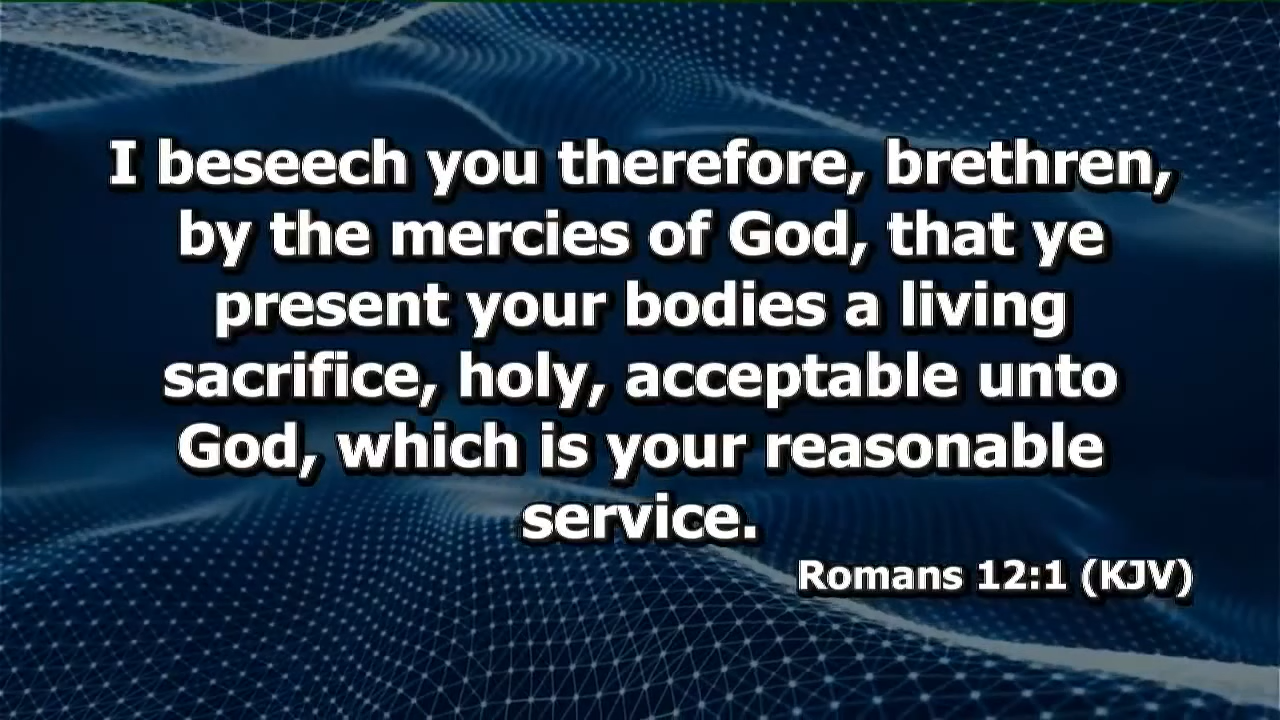 I beseech you therefore, brethren,
by the mercies of God, that ye
present your bodies a living
sacrifice, holy, acceptable unto
God, which is your reasonable
service.
Romans 12:1 (KJV)